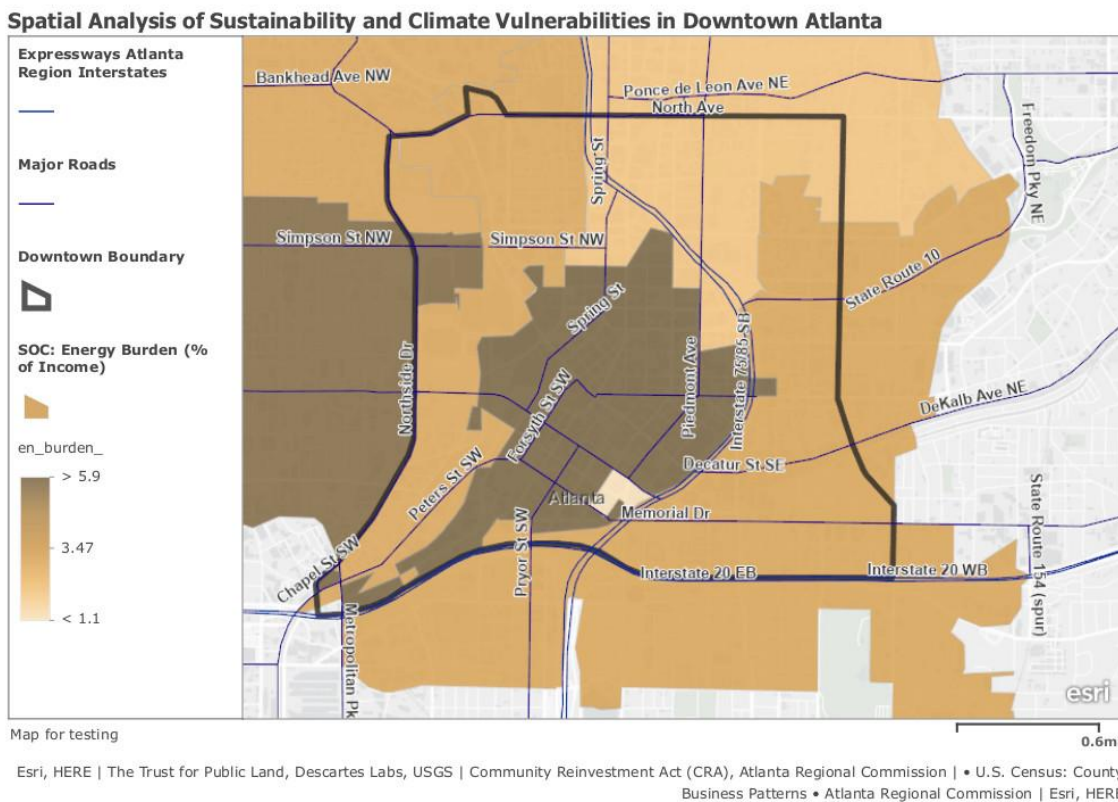 Spatial Analysis of Sustainability and Climate Vulnerabilities in Downtown Atlanta
Expressways Atlanta
Region Interstates
Major Roads
Downtown Boundary
SOC: Energy Burden (%
of Income)
en_burden_
> 5.9
3.47
< 1.1
Bankhead Ave NW
Ponce de Leon Ave NE
North Ave
Freedom Pky NE
Spring St
Simpson St NW
Simpson St NW
State Route 10
Spring St
Northside Dr
Forsyth St SW
Piedmont Ave
Interstate 75/85 SB
DeKalb Ave NE
Peters St SW
Decatur St SE
Atlanta
Memorial Dr
State Route 154 (spur)
Pryor St SW
Chapel St SW
Interstate 20 EB
Interstate 20 WB
Metropolitan Pk
esri
Map for testing
0.6m
Esri, HERE | The Trust for Public Land, Descartes Labs, USGS | Community Reinvestment Act (CRA), Atlanta Regional Commission | • U.S. Census: County
Business Patterns • Atlanta Regional Commission | Esri, HERE